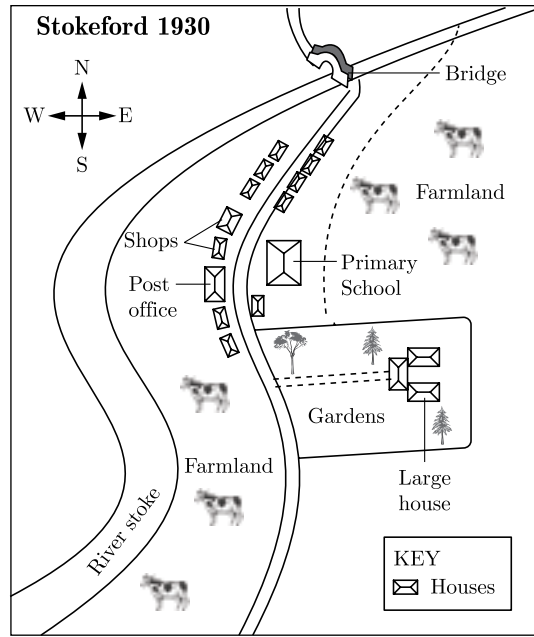 Stokeford 1930
N
W E
S
Bridge
Farmland
Shops
Primary
School
Post
office
Gardens
Farmland
Large
house
River stoke
KEY
Houses